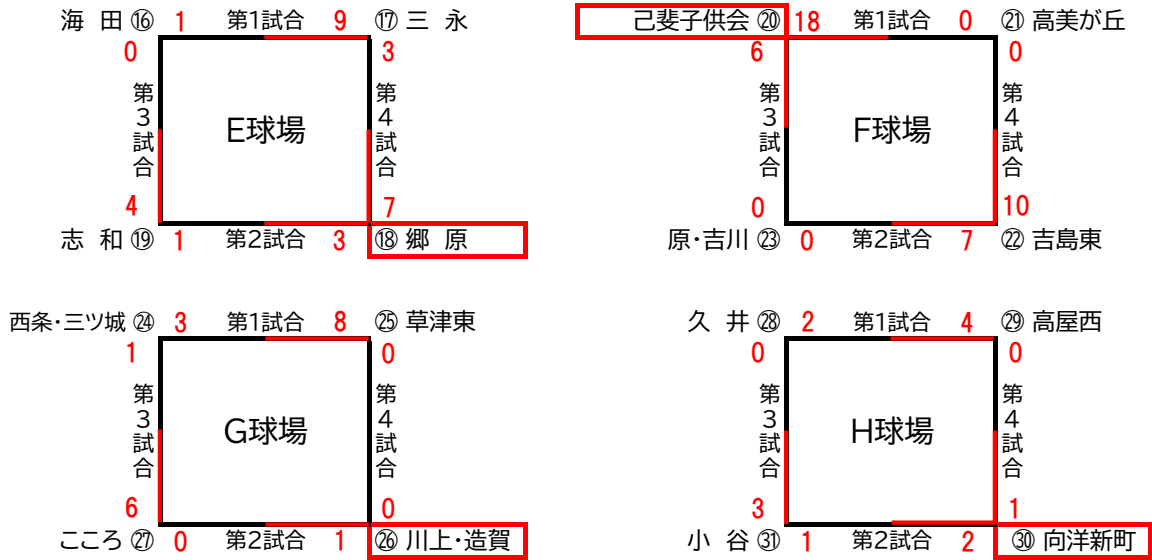 海 田 ⑯ 1 第1試合 9 ⑰ 三 永
0 3
第3試合
E球場
第4試合
4 7
志 和 ⑲ 1 第2試合 3 ⑱ 郷 原
己斐子供会 ⑳ 18 第1試合 0 ㉑ 高美が丘
6 0
第3試合
F球場
第4試合
0 10
原・吉川 ㉓ 0 第2試合 7 ㉒ 吉島東
西条・三ツ城 ㉔ 3 第1試合 8 ㉕ 草津東
1 0
第3試合
G球場
第4試合
6 0
こころ ㉗ 0 第2試合 1 ㉖ 川上・造賀
久 井 ㉘ 2 第1試合 4 ㉙ 高屋西
0 0
第3試合
H球場
第4試合
3 1
小 谷 ㉛ 1 第2試合 2 ㉚ 向洋新町